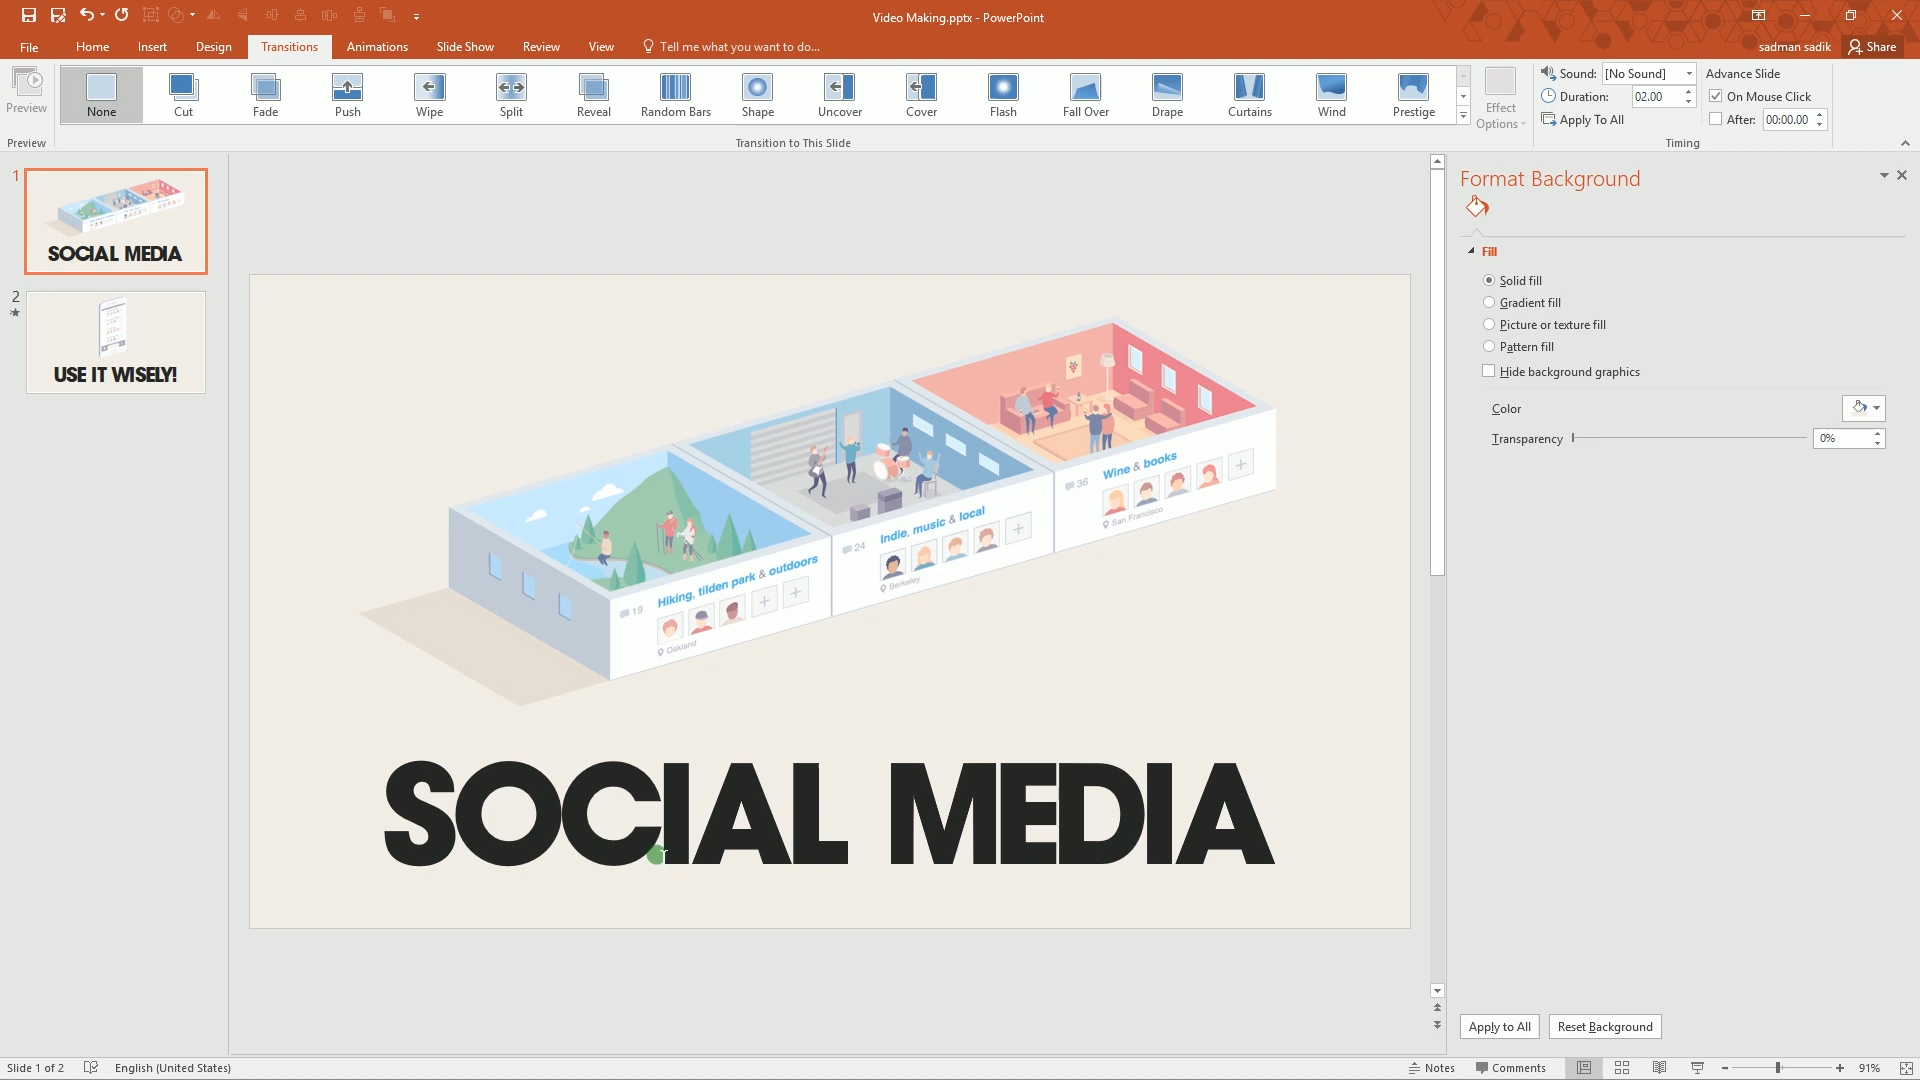 Video Making.pptx - PowerPoint
File Home Insert Design Transitions Animations Slide Show Review View Tell me what you want to do... sadman sadik Share
Preview None Cut Fade Push Wipe Split Reveal Random Bars Shape Uncover Cover Flash Fall Over Drape Curtains Wind Prestige Effect Options
Sound: [No Sound] Advance Slide
Duration: 02.00 On Mouse Click
Apply To All After: 00:00.00
Preview Transition to This Slide Timing
1
SOCIAL MEDIA
2
USE IT WISELY!
36 Wine & books
San Francisco
24 Indie, music & local
Berkeley
19 Hiking, tilden park & outdoors
Oakland
SOCIAL MEDIA
Format Background
Fill
Solid fill
Gradient fill
Picture or texture fill
Pattern fill
Hide background graphics
Color
Transparency 0%
Apply to All Reset Background
Slide 1 of 2 English (United States) Notes Comments 91%